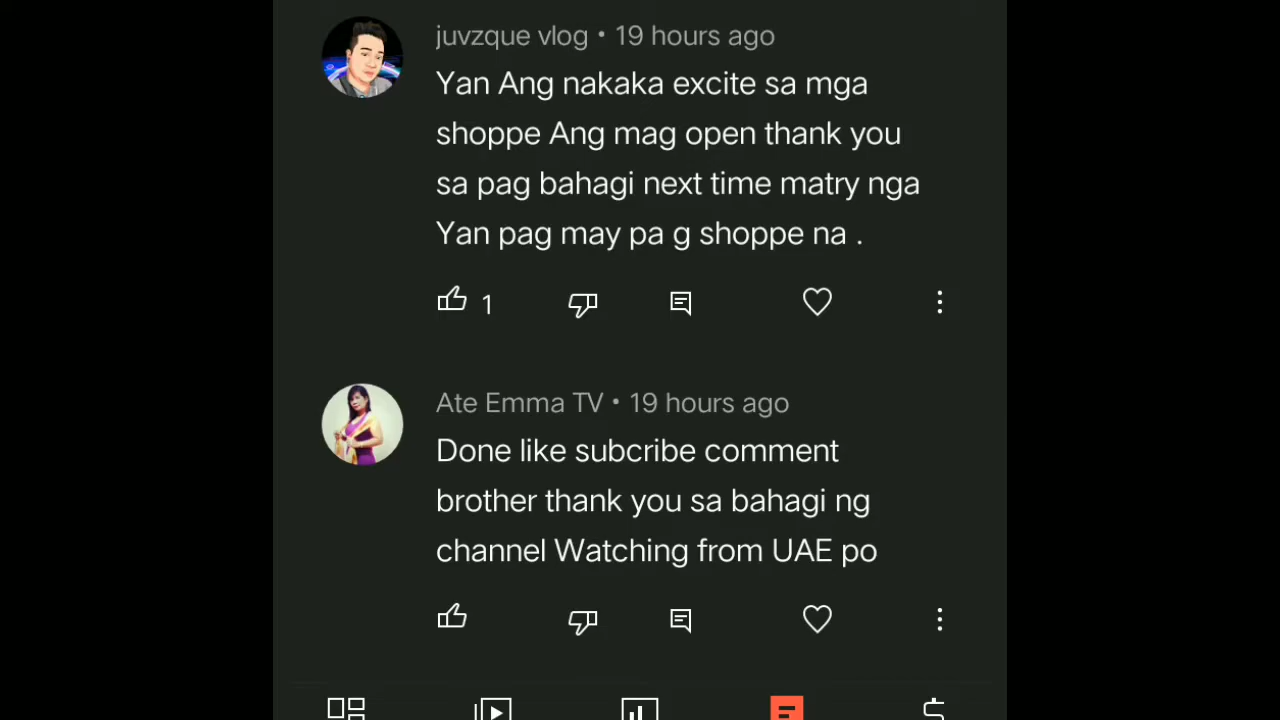 juvzque vlog • 19 hours ago
Yan Ang nakaka excite sa mga
shoppe Ang mag open thank you
sa pag bahagi next time matry nga
Yan pag may pa g shoppe na .
1
Ate Emma TV • 19 hours ago
Done like subcribe comment
brother thank you sa bahagi ng
channel Watching from UAE po